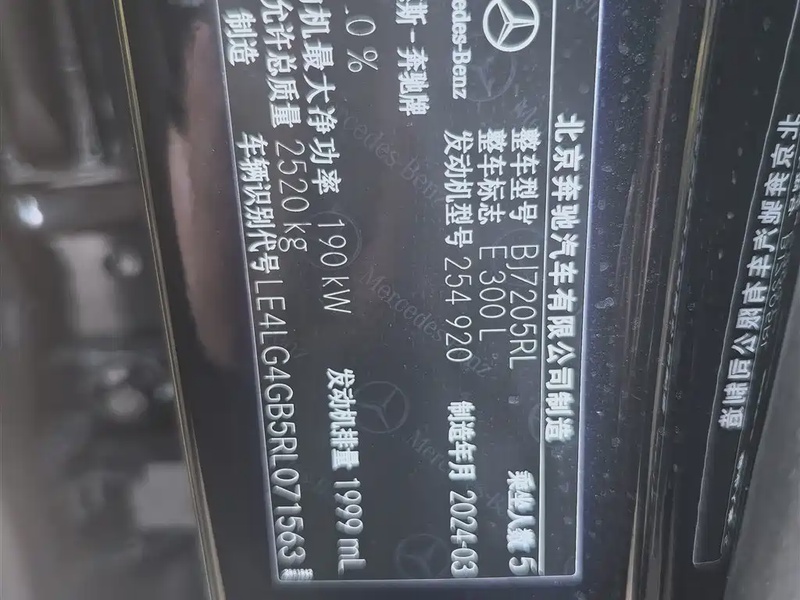 北京奔驰汽车有限公司制造
整车型号 BJ7205RL 乘坐人数 5
整车标志 E 300 L
Mercedes-Benz 发动机型号 254 920 制造年月 2024-03
斯-奔驰牌
.0 % 机最大净功率 190 kW 发动机排量 1999 mL
允许总质量 2520 kg
制造 车辆识别代号 LE4LG4GB5RL071563